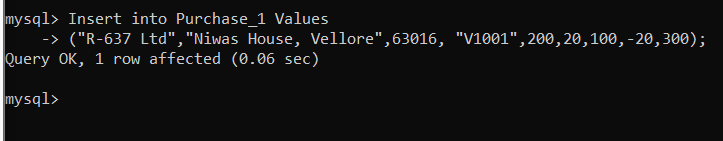 mysql> Insert into Purchase_1 Values
-> ("R-637 Ltd","Niwas House, Vellore",63016, "V1001",200,20,100,-20,300);
Query OK, 1 row affected (0.06 sec)
mysql>